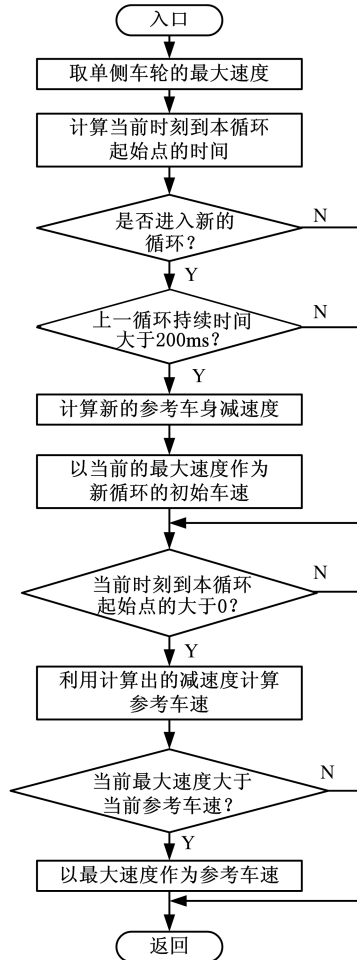 入口
取单侧车轮的最大速度
计算当前时刻到本循环
起始点的时间
是否进入新的
循环?
N
Y
上一循环持续时间
大于200ms?
N
Y
计算新的参考车身减速度
以当前的最大速度作为
新循环的初始车速
当前时刻到本循环
起始点的大于0?
N
Y
利用计算出的减速度计算
参考车速
当前最大速度大于
当前参考车速?
N
Y
以最大速度作为参考车速
返回